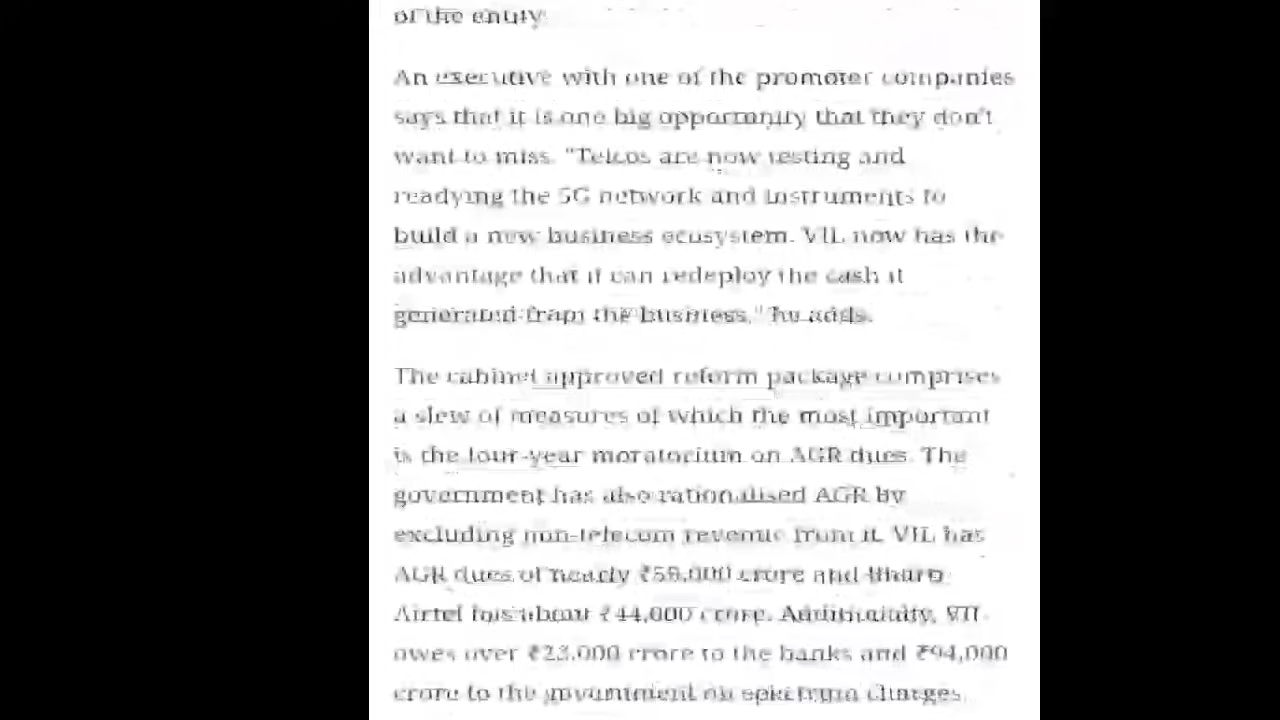 of the entity
An executive with one of the promoter companies
says that it is one big opportunity that they don't
want to miss. "Telcos are now testing and
readying the 5G network and instruments to
build a new business ecosystem. VIL now has the
advantage that it can redeploy the cash it
generated from the business," he adds.
The cabinet approved reform package comprises
a slew of measures of which the most important
is the four-year moratorium on AGR dues. The
government has also rationalised AGR by
excluding non-telecom revenue from it. VIL has
AGR dues of nearly crore and Bharti
Airtel has about ₹44,000 crore. Additionally, VIL
owes over ₹23,000 crore to the banks and ₹94,000
crore to the government on spectrum charges.